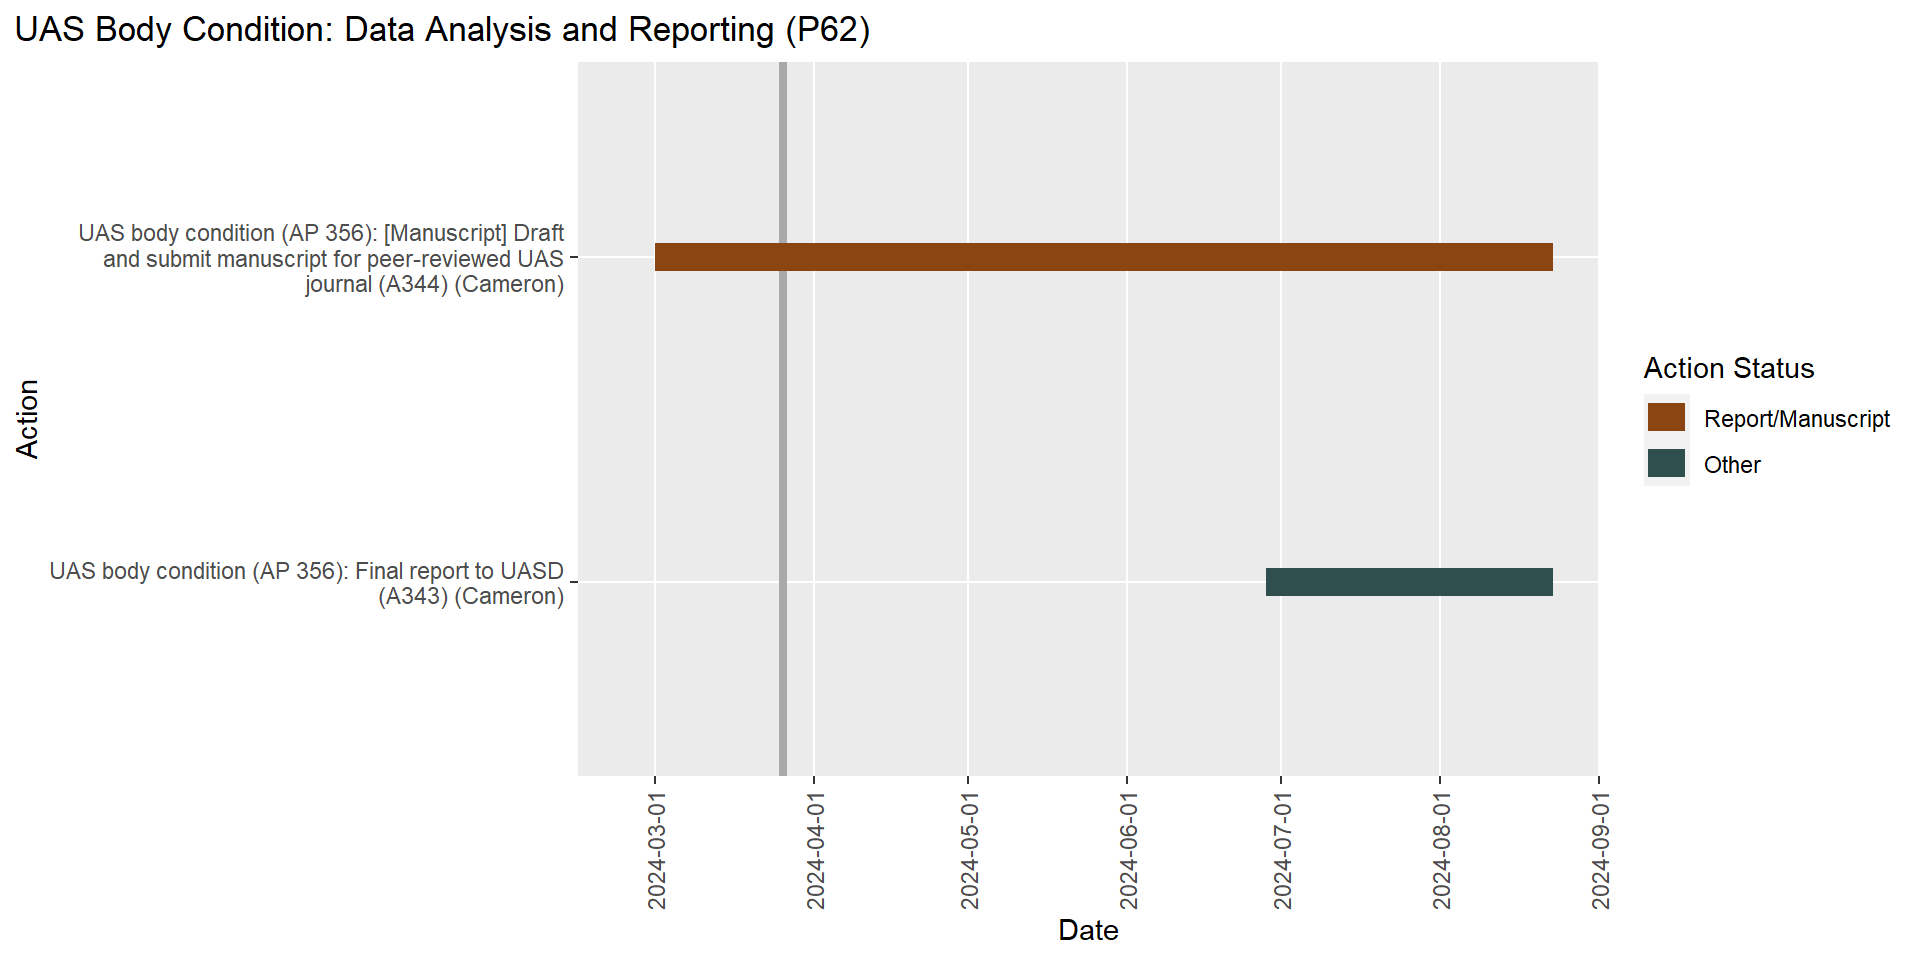 UAS Body Condition: Data Analysis and Reporting (P62)
Action
UAS body condition (AP 356): [Manuscript] Draft
and submit manuscript for peer-reviewed UAS
journal (A344) (Cameron)
UAS body condition (AP 356): Final report to UASD
(A343) (Cameron)
2024-03-01
2024-04-01
2024-05-01
2024-06-01
2024-07-01
2024-08-01
2024-09-01
Date
Action Status
Report/Manuscript
Other